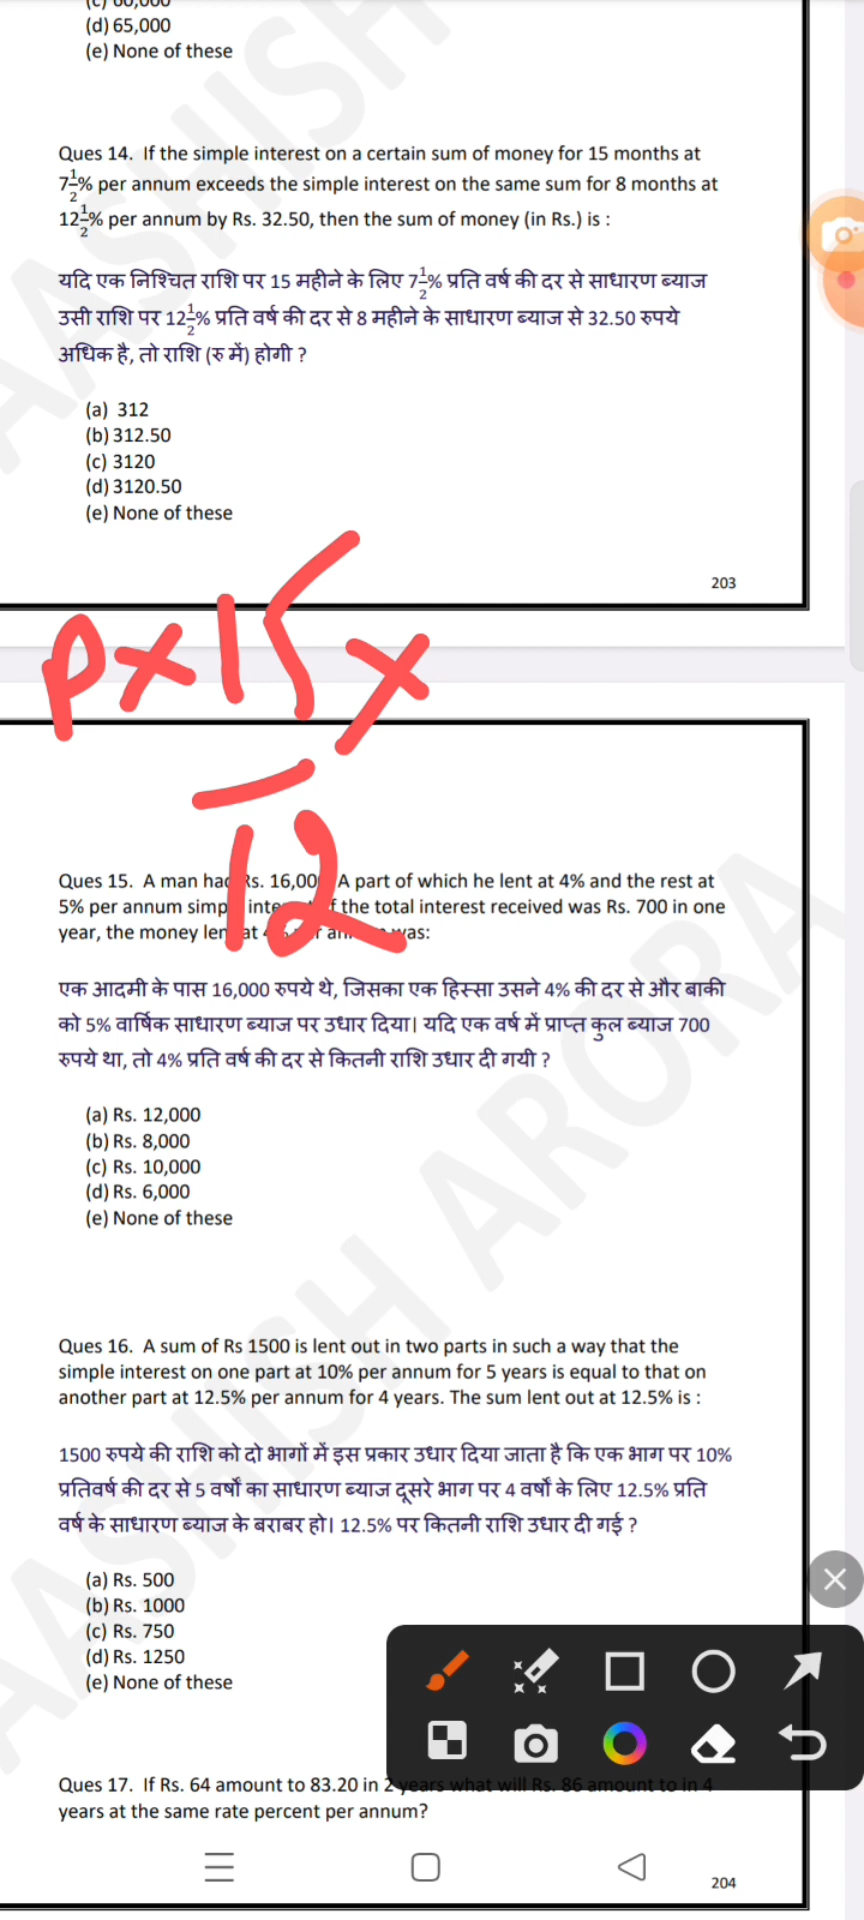 (d) 65,000
(e) None of these
Ques 14. If the simple interest on a certain sum of money for 15 months at
7½% per annum exceeds the simple interest on the same sum for 8 months at
12½% per annum by Rs. 32.50, then the sum of money (in Rs.) is :
यदि एक निश्चित राशि पर 15 महीने के लिए 7½% प्रति वर्ष की दर से साधारण ब्याज
उसी राशि पर 12½% प्रति वर्ष की दर से 8 महीने के साधारण ब्याज से 32.50 रुपये
अधिक है, तो राशि (रु में) होगी ?
(a) 312
(b) 312.50
(c) 3120
(d) 3120.50
(e) None of these
203
P×15×
12
Ques 15. A man had Rs. 16,00 A part of which he lent at 4% and the rest at
5% per annum the total interest received was Rs. 700 in one
year, the money at was:
एक आदमी के पास 16,000 रुपये थे, जिसका एक हिस्सा उसने 4% की दर से और बाकी
को 5% वार्षिक साधारण ब्याज पर उधार दिया। यदि एक वर्ष में प्राप्त कुल ब्याज 700
रुपये था, तो 4% प्रति वर्ष की दर से कितनी राशि उधार दी गयी ?
(a) Rs. 12,000
(b) Rs. 8,000
(c) Rs. 10,000
(d) Rs. 6,000
(e) None of these
Ques 16. A sum of Rs 1500 is lent out in two parts in such a way that the
simple interest on one part at 10% per annum for 5 years is equal to that on
another part at 12.5% per annum for 4 years. The sum lent out at 12.5% is :
1500 रुपये की राशि को दो भागों में इस प्रकार उधार दिया जाता है कि एक भाग पर 10%
प्रतिवर्ष की दर से 5 वर्षों का साधारण ब्याज दूसरे भाग पर 4 वर्षों के लिए 12.5% प्रति
वर्ष के साधारण ब्याज के बराबर हो। 12.5% पर कितनी राशि उधार दी गई ?
(a) Rs. 500
(b) Rs. 1000
(c) Rs. 750
(d) Rs. 1250
(e) None of these
Ques 17. If Rs. 64 amount to 83.20 in 2 years what will Rs. 86 amount to in 4
years at the same rate percent per annum?
204
AASHISH ARORA